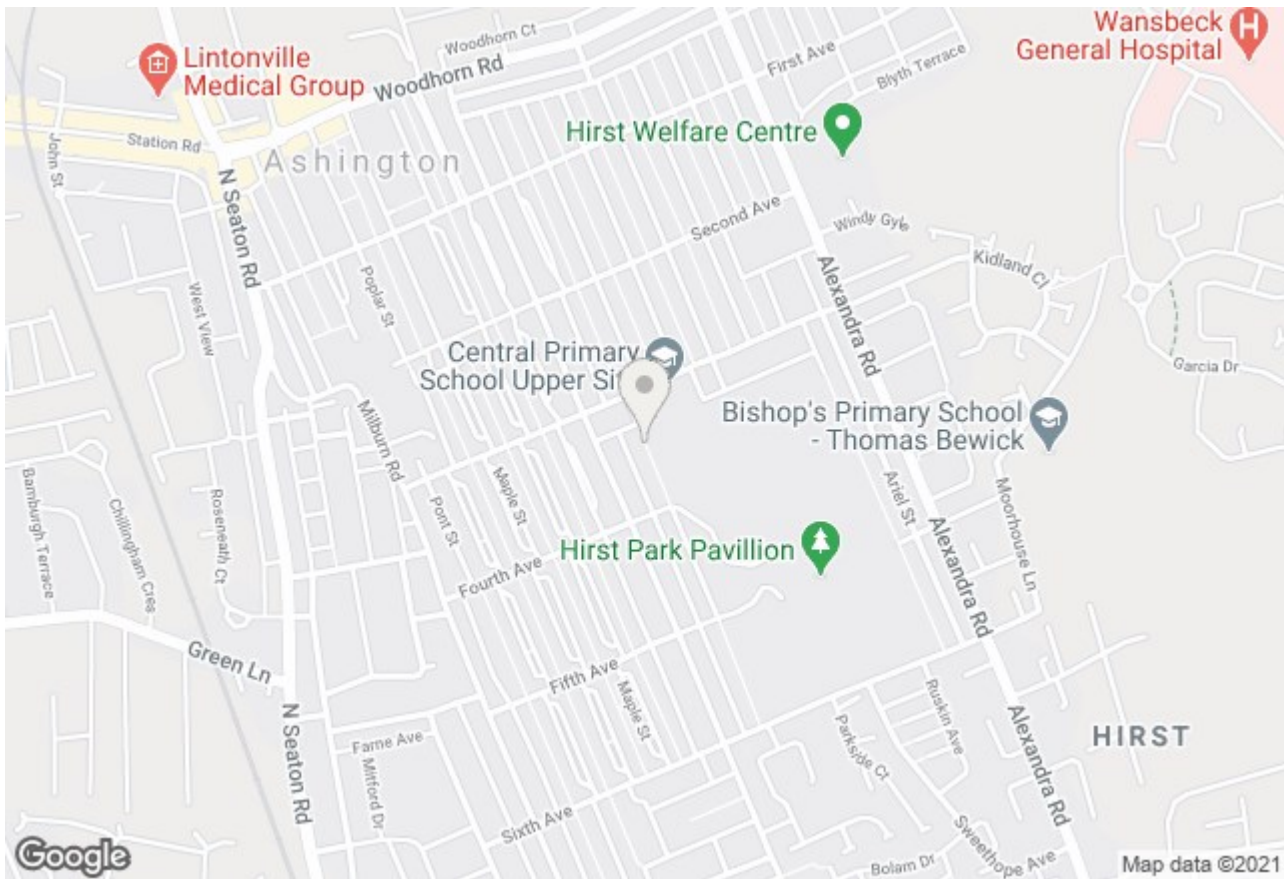 Wansbeck
General Hospital
Woodhorn Ct
First Ave
Lintonville
Medical Group
Woodhorn Rd
Blyth Terrace
Station Rd
Hirst Welfare Centre
John St
Ashington
N Seaton Rd
Second Ave
Windy Gyle
Kidland Cl
Alexandra Rd
West View
Poplar St
Central Primary
School Upper Sit
Garcia Dr
Milburn Rd
Bishop's Primary School
- Thomas Bewick
Bamburgh Terrace
Chillingham Cres
Roseneath Ct
Pont St
Maple St
Ariel St
Moorhouse Ln
Alexandra Rd
Hirst Park Pavillion
Fourth Ave
Green Ln
Fifth Ave
Maple St
N Seaton Rd
Farne Ave
Mitford Dr
Parkside Ct
Ruskin Ave
Alexandra Rd
HIRST
Sixth Ave
Sweethope Ave
Bolam Dr
Google
Map data ©2021